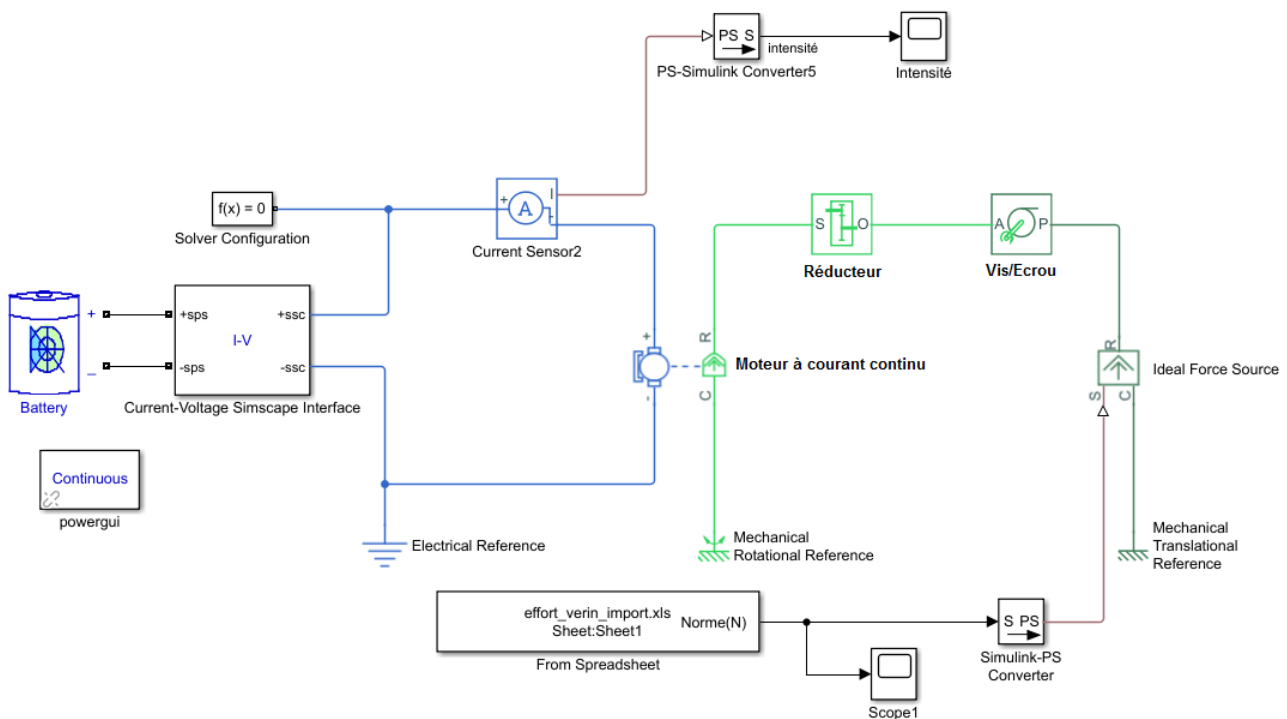 PS S
intensité
PS-Simulink Converter5
Intensité
f(x) = 0
Solver Configuration
+
A
I
-
Current Sensor2
S
O
Réducteur
A
P
Vis/Ecrou
+
_
Battery
+sps
-sps
I-V
+ssc
-ssc
Current-Voltage Simscape Interface
+
-
R
C
Moteur à courant continu
R
S
C
Ideal Force Source
Continuous
powergui
Electrical Reference
Mechanical
Rotational Reference
Mechanical
Translational
Reference
effort_verin_import.xls
Sheet:Sheet1
Norme(N)
From Spreadsheet
S PS
Simulink-PS
Converter
Scope1